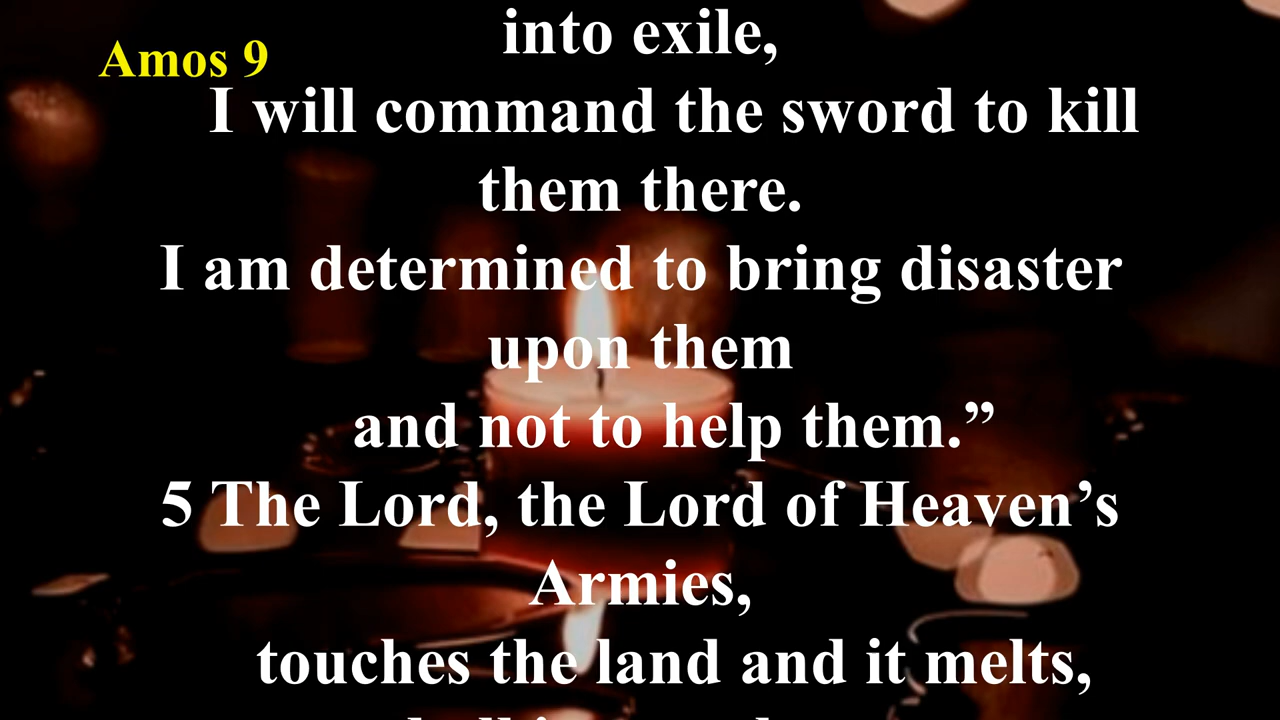 into exile,
Amos 9
I will command the sword to kill
them there.
I am determined to bring disaster
upon them
and not to help them.”
5 The Lord, the Lord of Heaven’s
Armies,
touches the land and it melts,